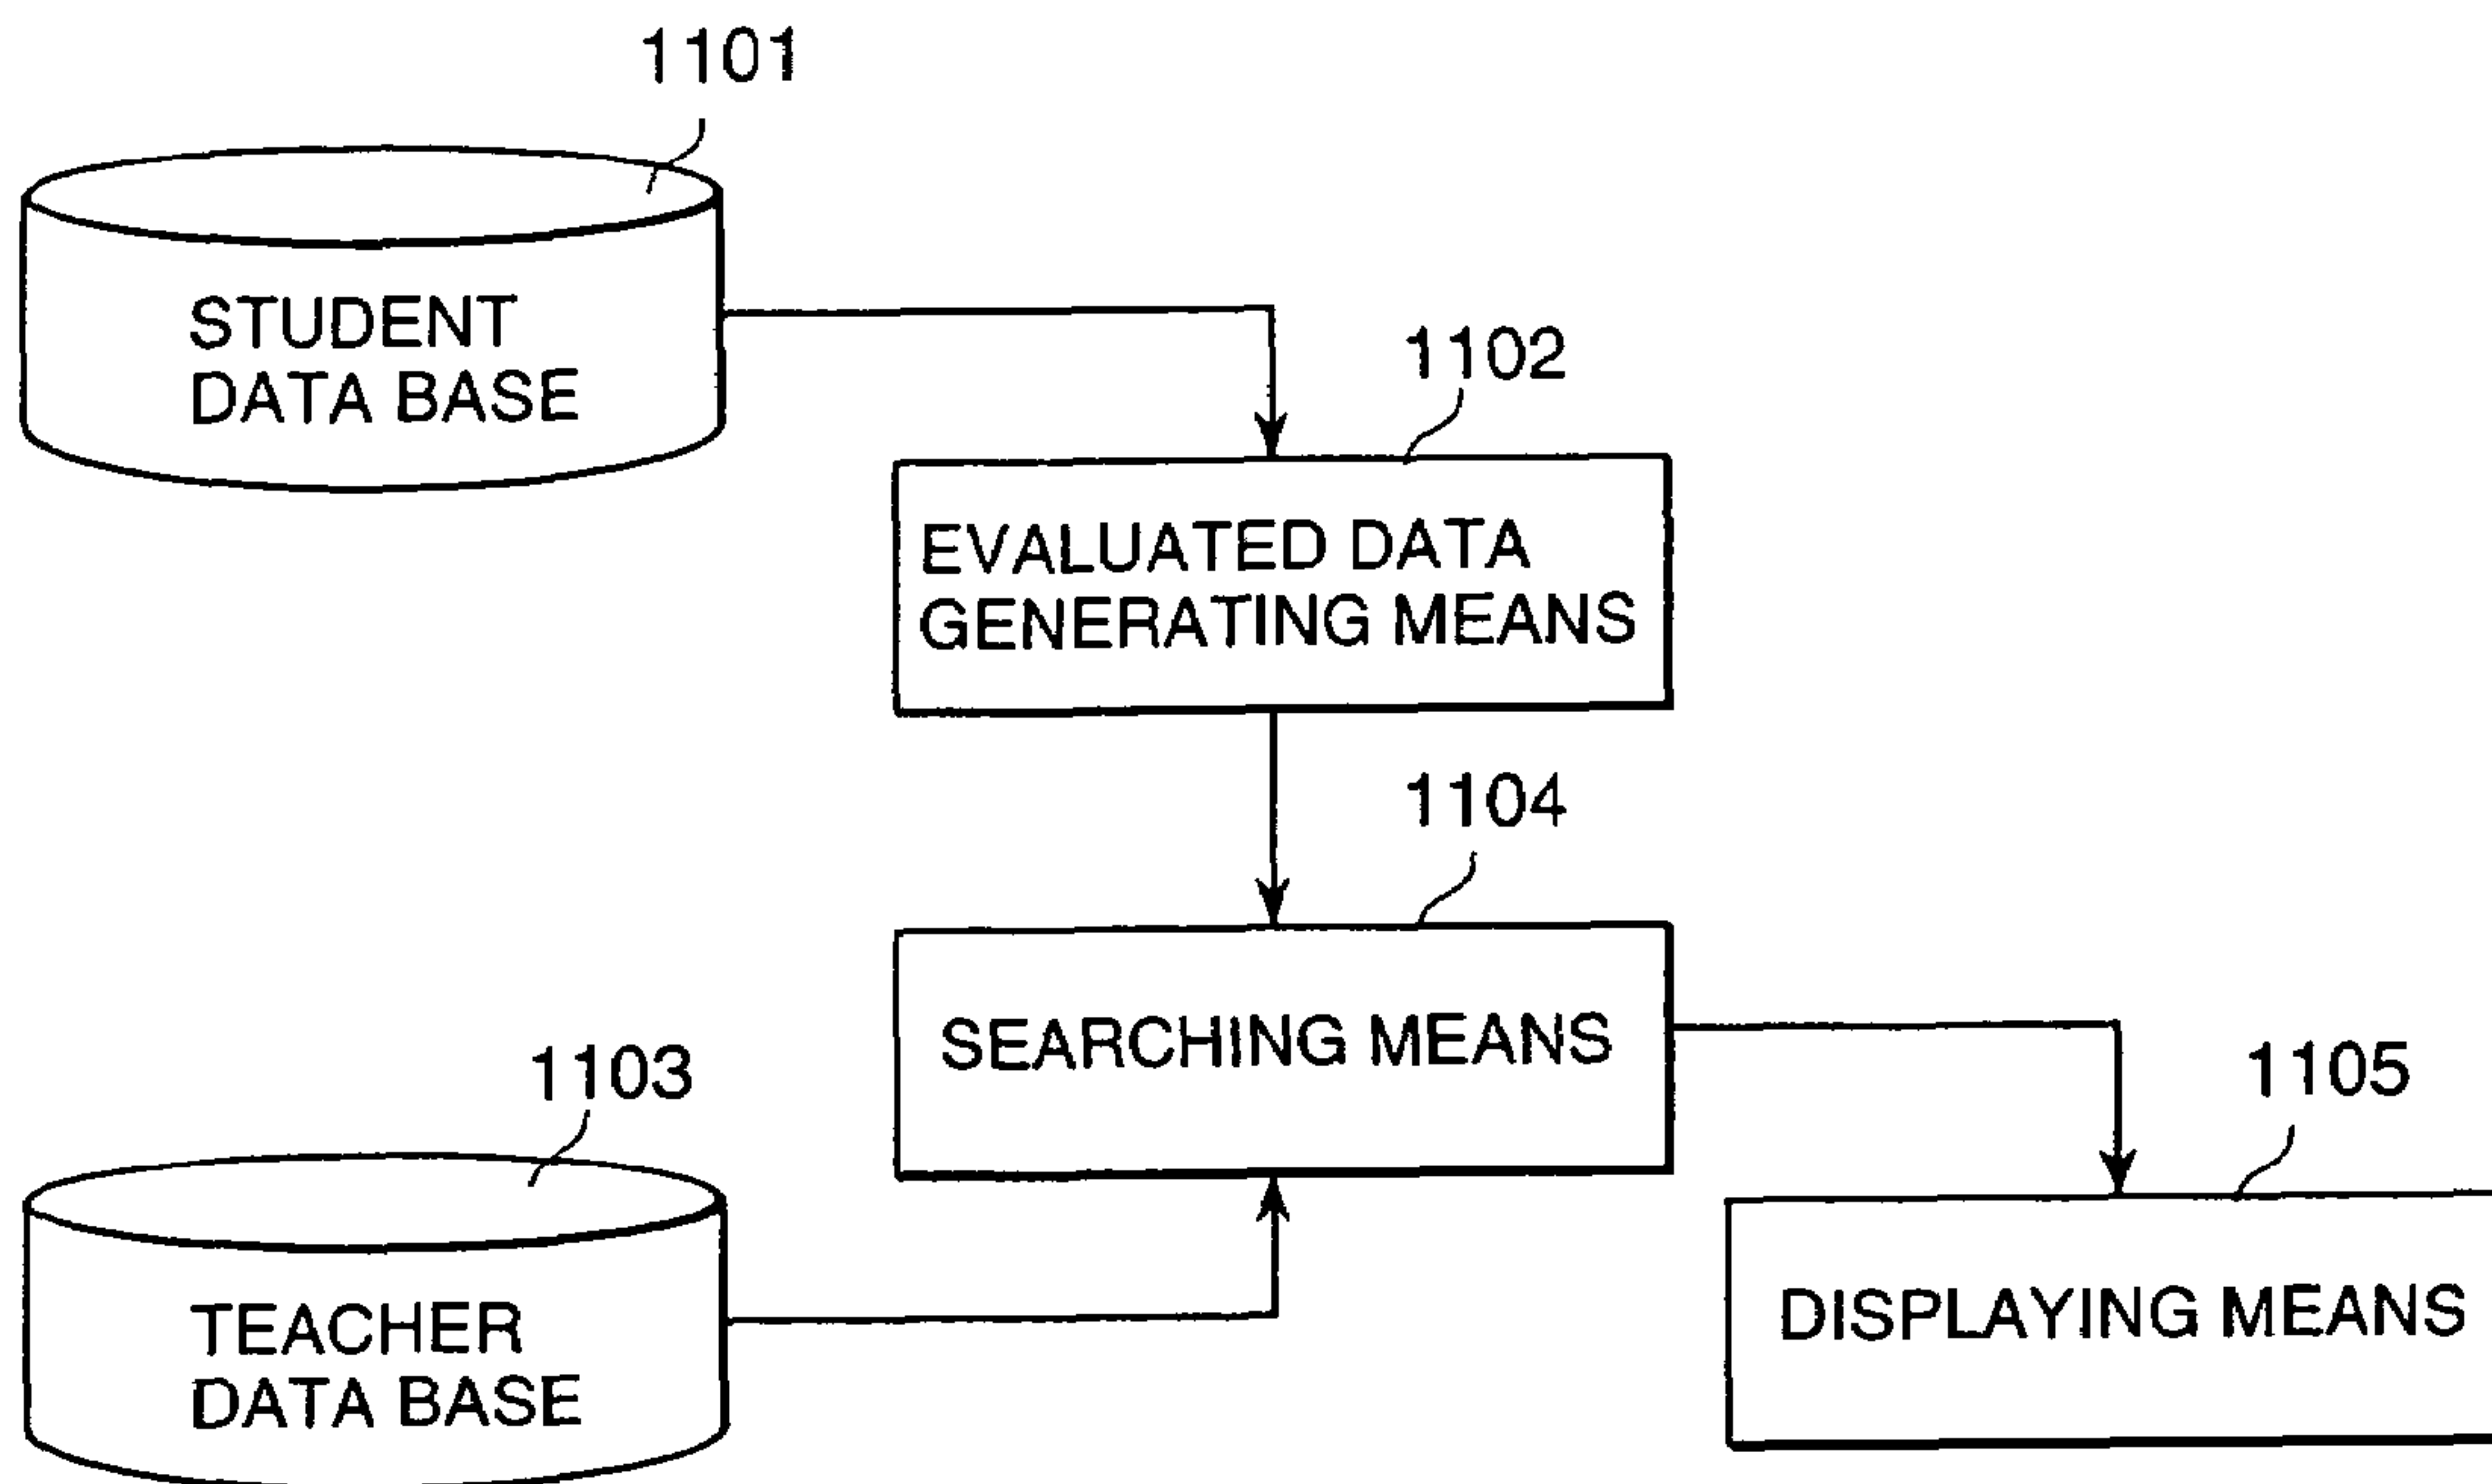 1101
STUDENT
DATA BASE
1102
EVALUATED DATA
GENERATING MEANS
1104
SEARCHING MEANS
1103
TEACHER
DATA BASE
1105
DISPLAYING MEANS